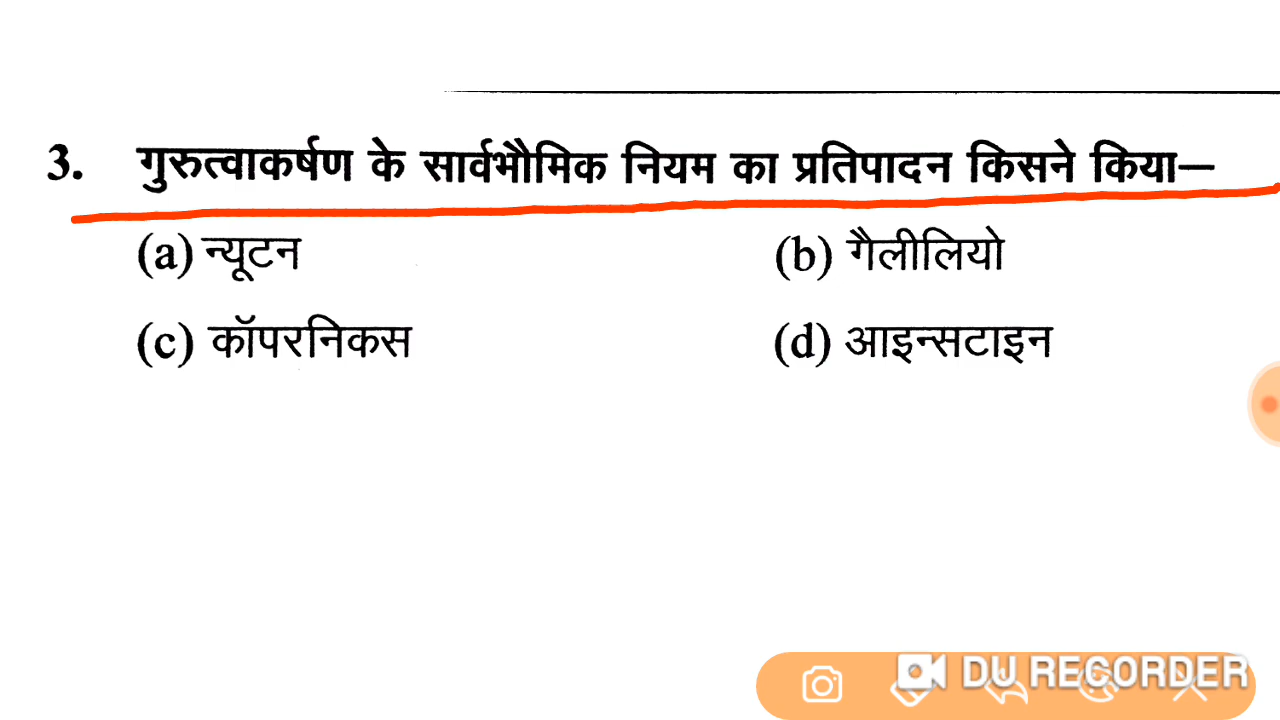 3. गुरुत्वाकर्षण के सार्वभौमिक नियम का प्रतिपादन किसने किया—
(a) न्यूटन (b) गैलीलियो
(c) कॉपरनिकस (d) आइन्सटाइन
DU RECORDER